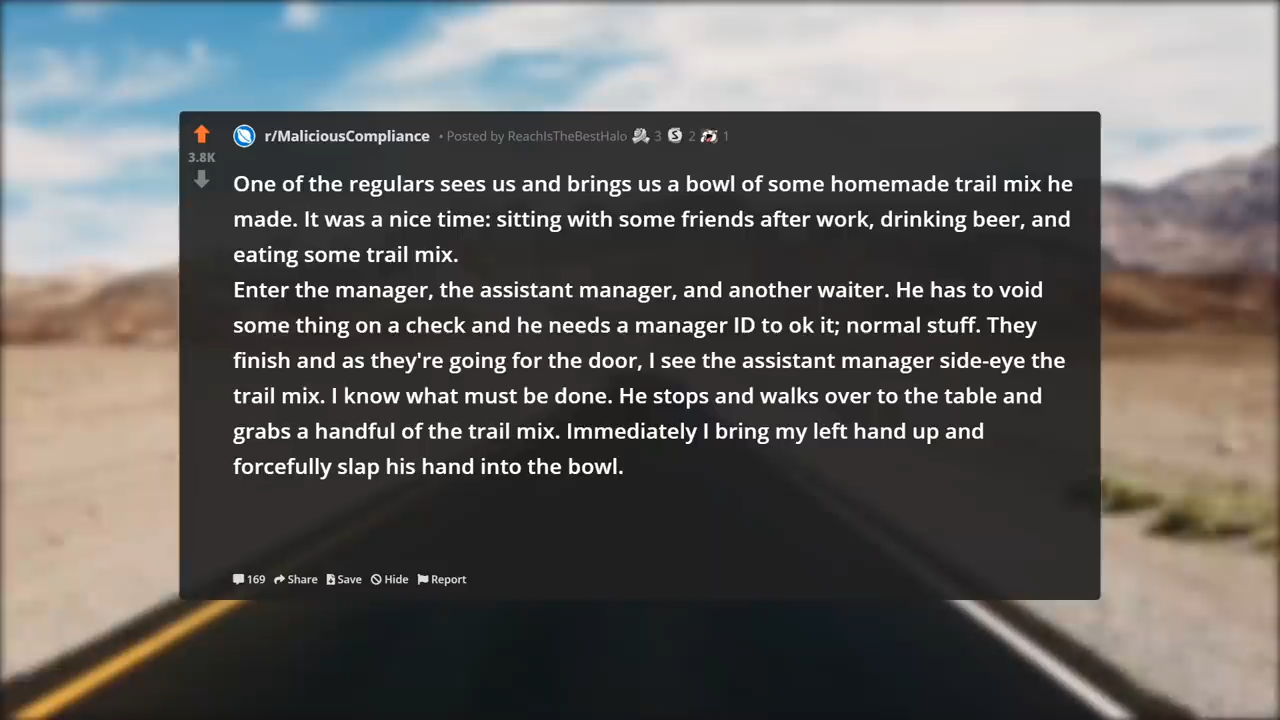 r/MaliciousCompliance • Posted by ReachIsTheBestHalo 3 2 1
3.8K
One of the regulars sees us and brings us a bowl of some homemade trail mix he
made. It was a nice time: sitting with some friends after work, drinking beer, and
eating some trail mix.
Enter the manager, the assistant manager, and another waiter. He has to void
some thing on a check and he needs a manager ID to ok it; normal stuff. They
finish and as they're going for the door, I see the assistant manager side-eye the
trail mix. I know what must be done. He stops and walks over to the table and
grabs a handful of the trail mix. Immediately I bring my left hand up and
forcefully slap his hand into the bowl.
169 Share Save Hide Report